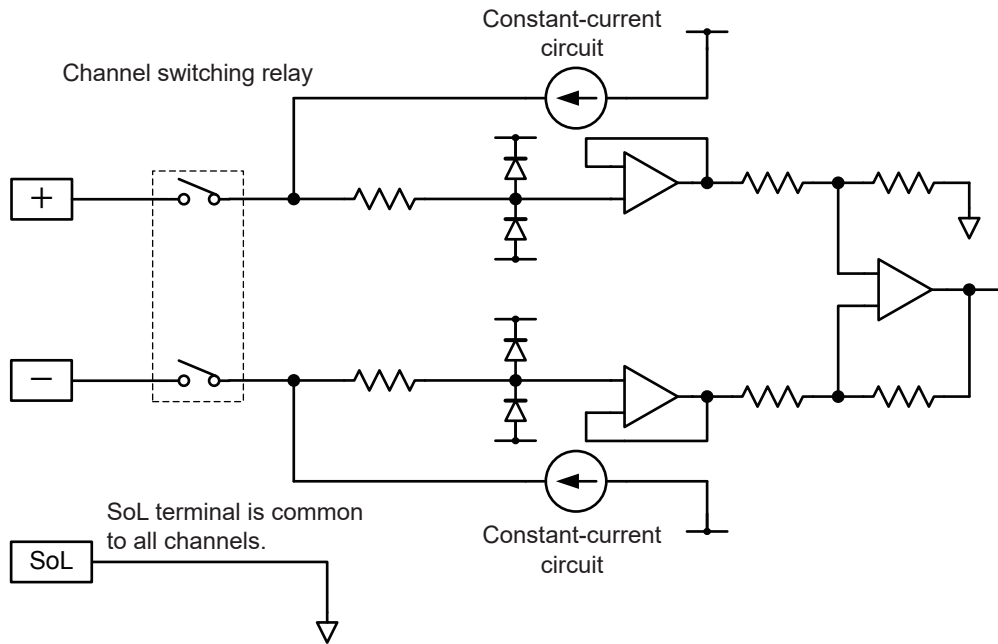 Constant-current
circuit
Channel switching relay
+
−
SoL terminal is common
to all channels.
Constant-current
circuit
SoL